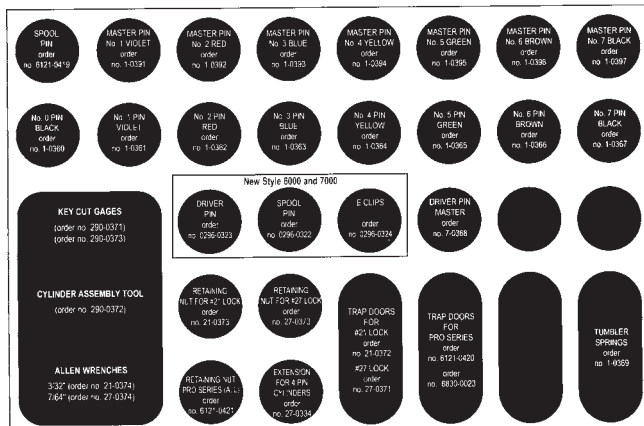 SPOOL
PIN
order
no. 6121-0419
MASTER PIN
No. 1 VIOLET
order
no. 1-0391
MASTER PIN
No. 2 RED
order
no. 1-0392
MASTER PIN
No. 3 BLUE
order
no. 1-0393
MASTER PIN
No. 4 YELLOW
order
no. 1-0394
MASTER PIN
No. 5 GREEN
order
no. 1-0395
MASTER PIN
No. 6 BROWN
order
no. 1-0396
MASTER PIN
No. 7 BLACK
order
no. 1-0397
No. 0 PIN
BLACK
order
no. 1-0360
No. 1 PIN
VIOLET
order
no. 1-0361
No. 2 PIN
RED
order
no. 1-0362
No. 3 PIN
BLUE
order
no. 1-0363
No. 4 PIN
YELLOW
order
no. 1-0364
No. 5 PIN
GREEN
order
no. 1-0365
No. 6 PIN
BROWN
order
no. 1-0366
No. 7 PIN
BLACK
order
no. 1-0367
New Style 6000 and 7000
DRIVER
PIN
order
no. 0296-0323
SPOOL
PIN
order
no. 0296-0322
E CLIPS
order
no. 0296-0324
DRIVER PIN
MASTER
order
no. 7-0368
KEY CUT GAGES
(order no. 290-0371)
(order no. 290-0373)
CYLINDER ASSEMBLY TOOL
(order no. 290-0372)
ALLEN WRENCHES
3/32" (order no. 21-0374)
7/64" (order no. 27-0374)
RETAINING
NUT FOR #21 LOCK
order
no. 21-0373
RETAINING
NUT FOR #27 LOCK
order
no. 27-0373
RETAINING NUT
PRO SERIES
order
no. 6121-0421
EXTENSION
FOR 4 PIN
CYLINDERS
order
no. 27-0334
TRAP DOORS
FOR
#21 LOCK
order
no. 21-0372
#27 LOCK
order
no. 27-0371
TRAP DOORS
FOR
PRO SERIES
order
no. 6121-0420
order
no. 6830-0023
TUMBLER
SPRINGS
order
no. 1-0369